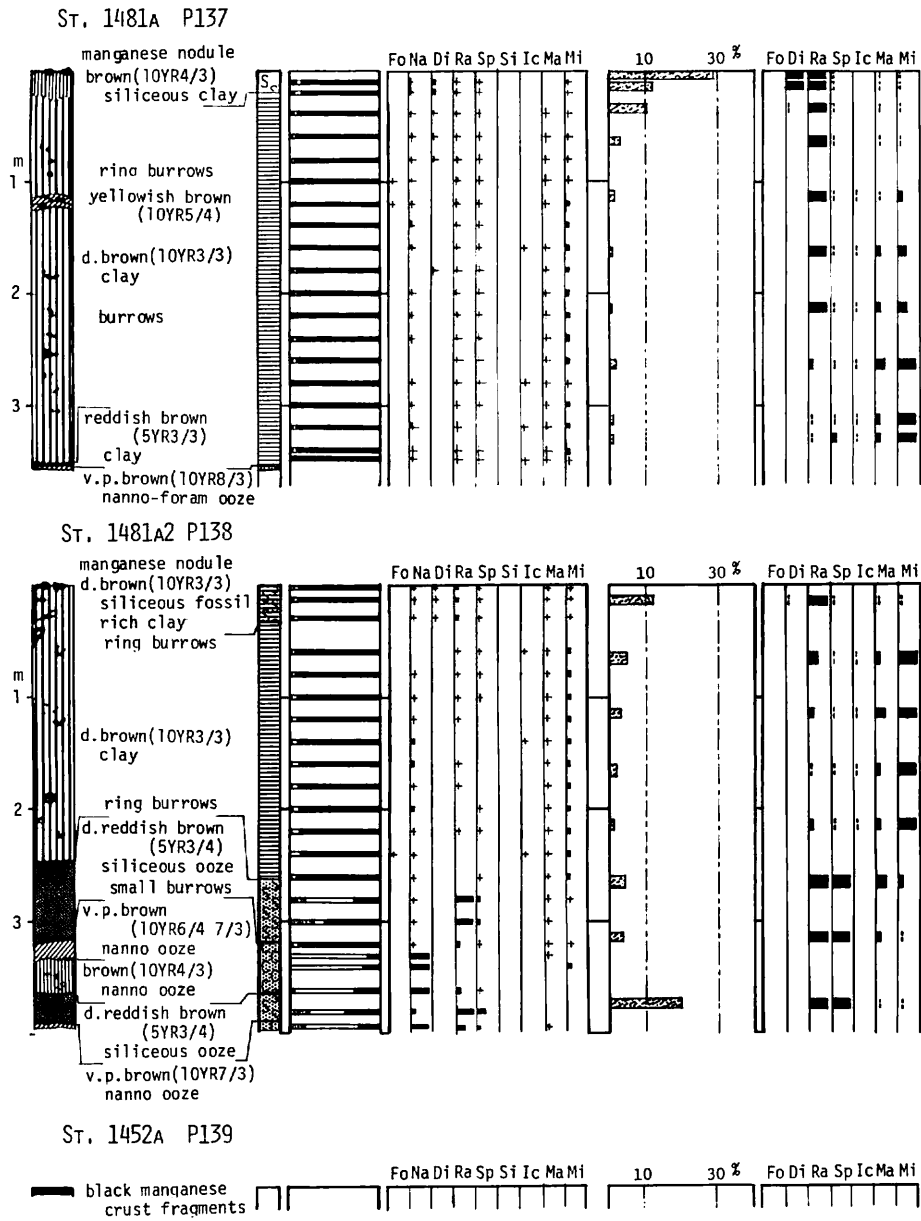 ST. 1481A P137
manganese nodule
brown(10YR4/3)
siliceous clay
Fo Na Di Ra Sp Si Ic Ma Mi
10 30 %
Fo Di Ra Sp Ic Ma Mi
m
ring burrows
1
yellowish brown
(10YR5/4)
d.brown(10YR3/3)
clay
2
burrows
3
reddish brown
(5YR3/3)
clay
v.p.brown(10YR8/3)
nanno-foram ooze
ST. 1481A2 P138
manganese nodule
d.brown(10YR3/3)
siliceous fossil
rich clay
ring burrows
Fo Na Di Ra Sp Si Ic Ma Mi
10 30 %
Fo Di Ra Sp Ic Ma Mi
m
1
d.brown(10YR3/3)
clay
ring burrows
2
d.reddish brown
(5YR3/4)
siliceous ooze
small burrows
v.p.brown
(10YR6/4 7/3)
3
nanno ooze
brown(10YR4/3)
nanno ooze
d.reddish brown
(5YR3/4)
siliceous ooze
v.p.brown(10YR7/3)
nanno ooze
ST. 1452A P139
Fo Na Di Ra Sp Si Ic Ma Mi
10 30 %
Fo Di Ra Sp Ic Ma Mi
black manganese
crust fragments